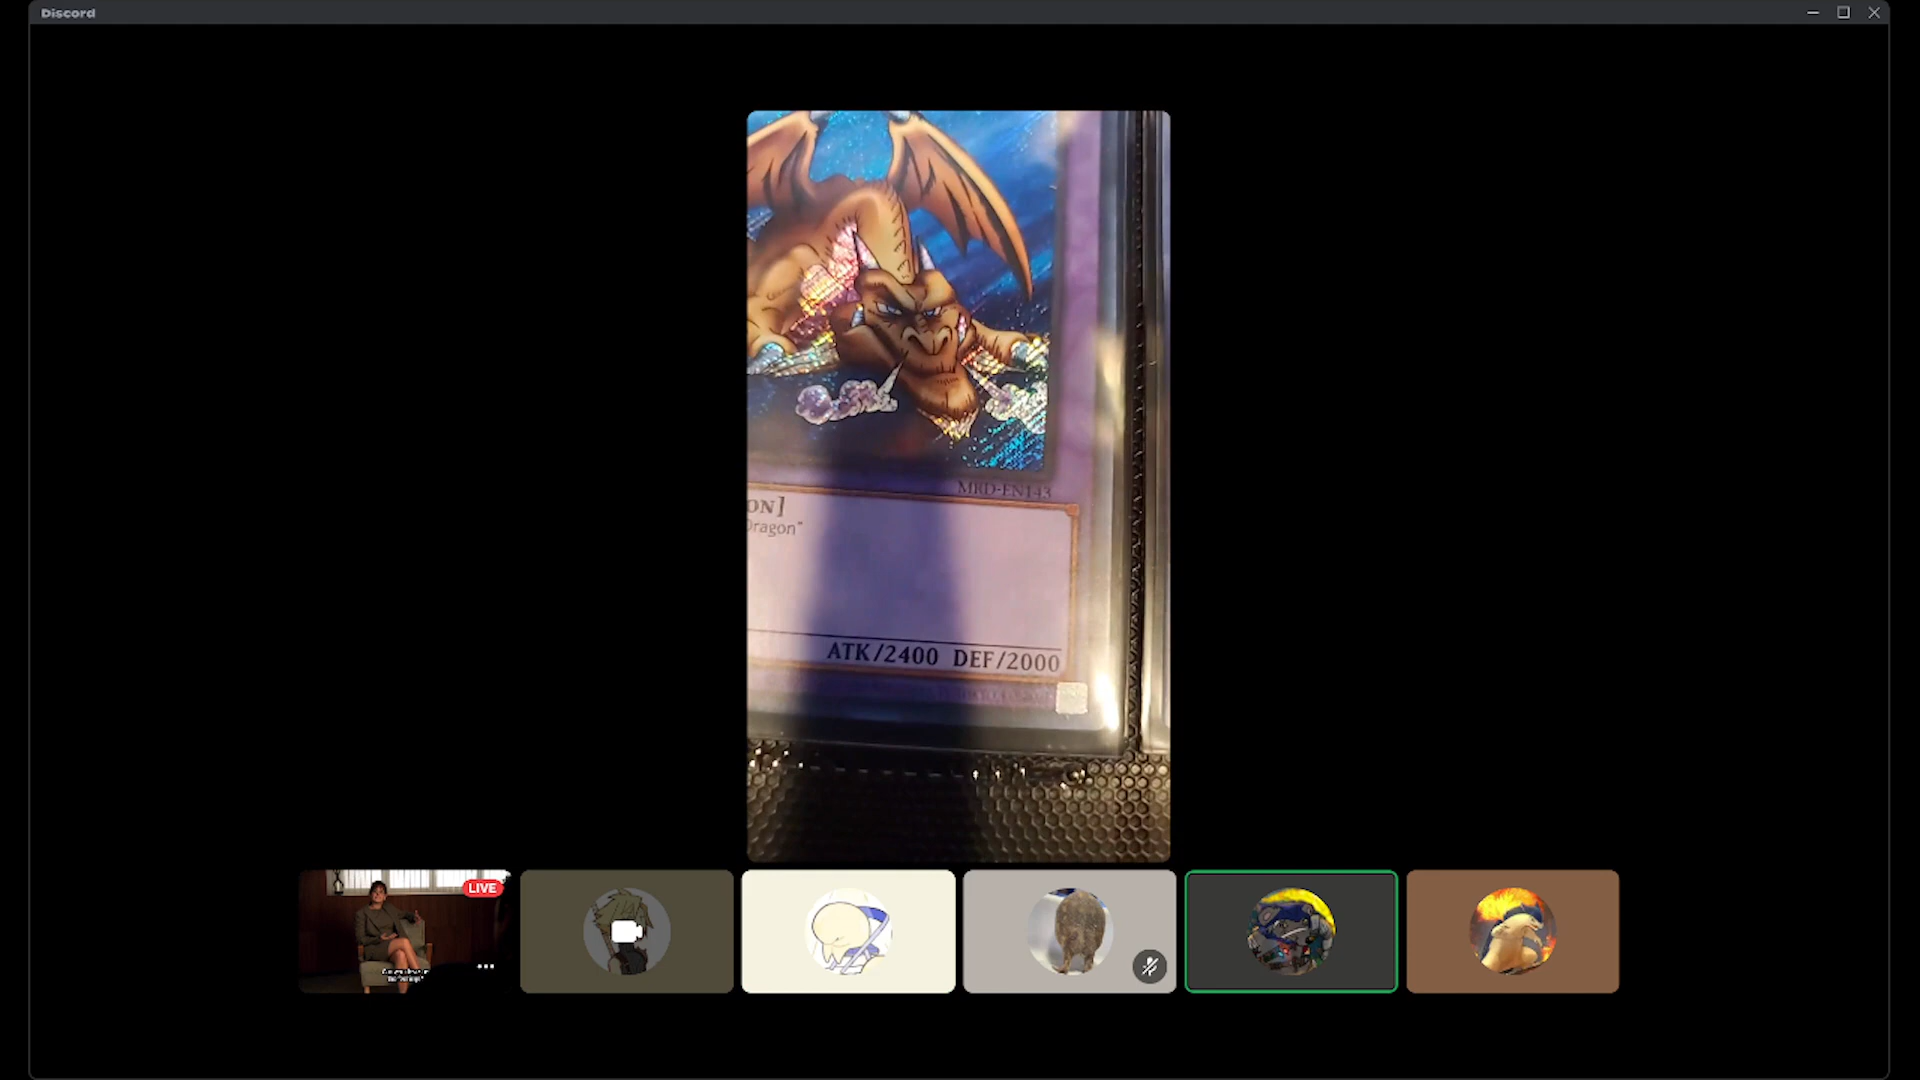 Discord
MRD-EN143
ON]
Dragon"
ATK/2400 DEF/2000
LIVE